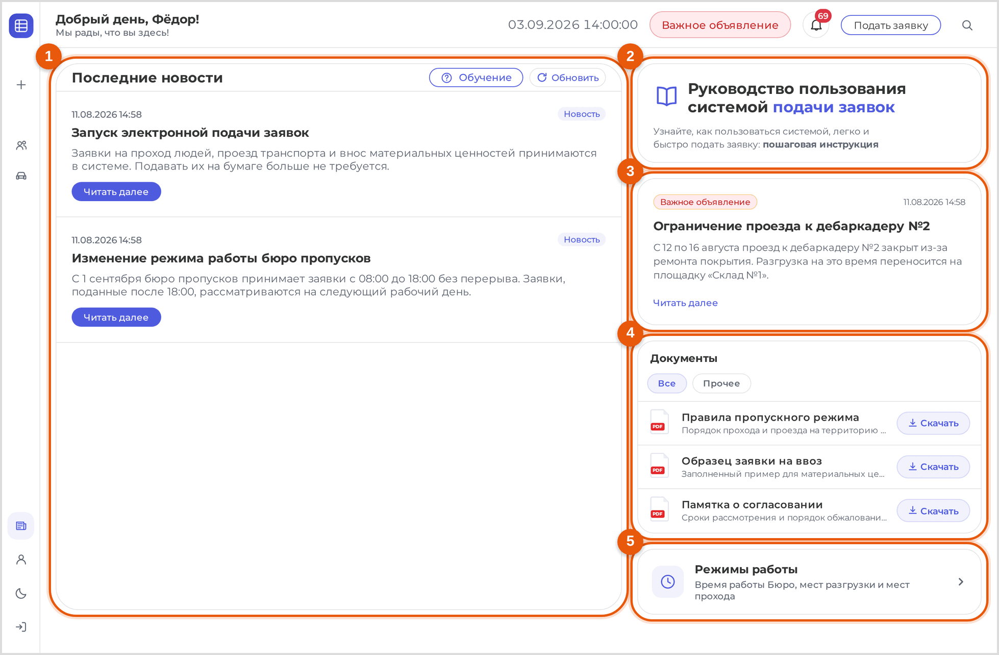 Добрый день, Фёдор!
Мы рады, что вы здесь!
03.09.2026 14:00:00
Важное объявление
69
Подать заявку
1
Последние новости
Обучение
Обновить
11.08.2026 14:58
Новость
Запуск электронной подачи заявок
Заявки на проход людей, проезд транспорта и внос материальных ценностей принимаются
в системе. Подавать их на бумаге больше не требуется.
Читать далее
11.08.2026 14:58
Новость
Изменение режима работы бюро пропусков
С 1 сентября бюро пропусков принимает заявки с 08:00 до 18:00 без перерыва. Заявки,
поданные после 18:00, рассматриваются на следующий рабочий день.
Читать далее
2
Руководство пользования
системой подачи заявок
Узнайте, как пользоваться системой, легко и
быстро подать заявку: пошаговая инструкция
3
Важное объявление
11.08.2026 14:58
Ограничение проезда к дебаркадеру №2
С 12 по 16 августа проезд к дебаркадеру №2 закрыт из-за
ремонта покрытия. Разгрузка на это время переносится на
площадку «Склад №1».
Читать далее
4
Документы
Все
Прочее
PDF
Правила пропускного режима
Порядок прохода и проезда на территорию ...
Скачать
PDF
Образец заявки на ввоз
Заполненный пример для материальных це...
Скачать
PDF
Памятка о согласовании
Сроки рассмотрения и порядок обжаловани...
Скачать
5
Режимы работы
Время работы Бюро, мест разгрузки и мест
прохода